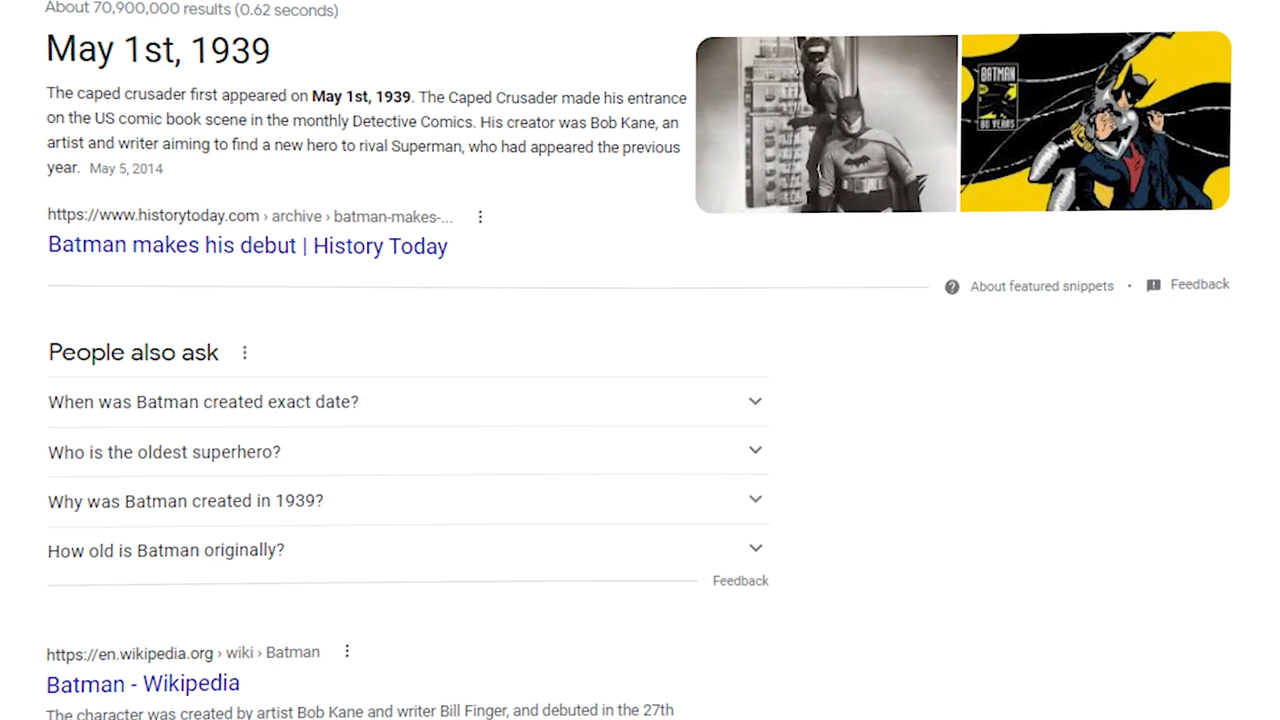 About 70,900,000 results (0.62 seconds)
May 1st, 1939
The caped crusader first appeared on May 1st, 1939. The Caped Crusader made his entrance
on the US comic book scene in the monthly Detective Comics. His creator was Bob Kane, an
artist and writer aiming to find a new hero to rival Superman, who had appeared the previous
year. May 5, 2014
BATMAN
80 YEARS
https://www.historytoday.com › archive › batman-makes-...
Batman makes his debut | History Today
About featured snippets • Feedback
People also ask
When was Batman created exact date?
Who is the oldest superhero?
Why was Batman created in 1939?
How old is Batman originally?
Feedback
https://en.wikipedia.org › wiki › Batman
Batman - Wikipedia
The character was created by artist Bob Kane and writer Bill Finger, and debuted in the 27th